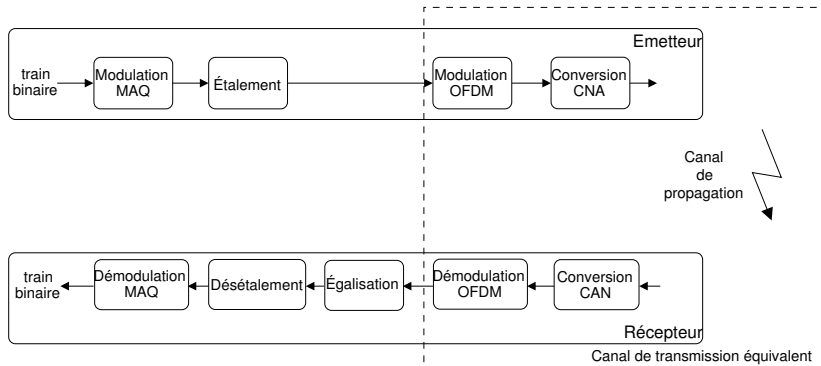 Emetteur
train
binaire
Modulation
MAQ
Étalement
Modulation
OFDM
Conversion
CNA
Canal
de
propagation
train
binaire
Démodulation
MAQ
Désétalement
Égalisation
Démodulation
OFDM
Conversion
CAN
Récepteur
Canal de transmission équivalent